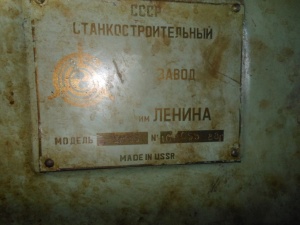 СССР
СТАНКОСТРОИТЕЛЬНЫЙ
ЗАВОД
им ЛЕНИНА
МОДЕЛЬ № 
MADE IN USSR